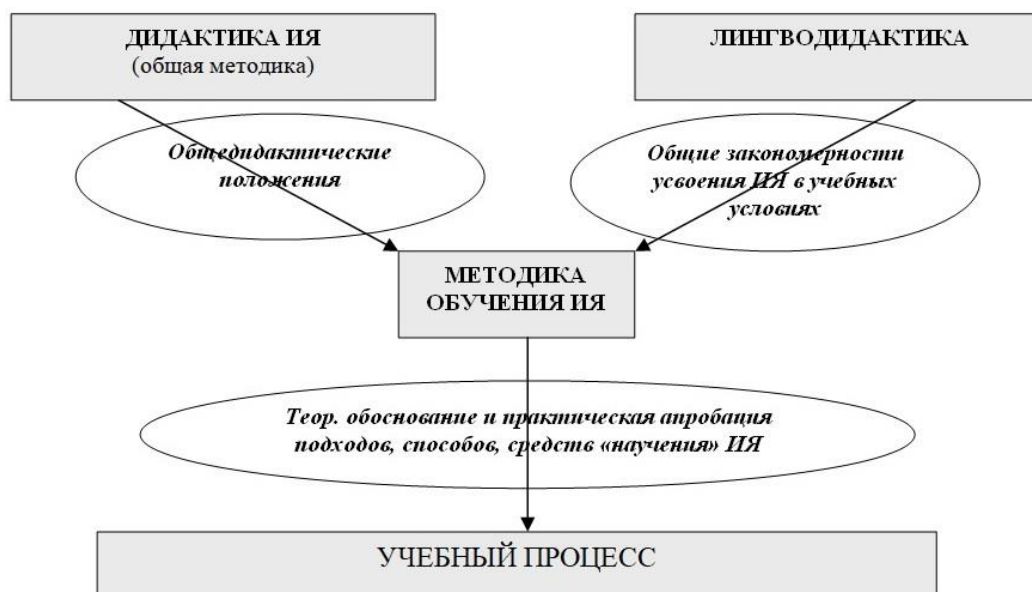 ДИДАКТИКА ИЯ
(общая методика)
ЛИНГВОДИДАКТИКА
Общедидактические
положения
Общие закономерности
усвоения ИЯ в учебных
условиях
МЕТОДИКА
ОБУЧЕНИЯ ИЯ
Теор. обоснование и практическая апробация
подходов, способов, средств «научения» ИЯ
УЧЕБНЫЙ ПРОЦЕСС